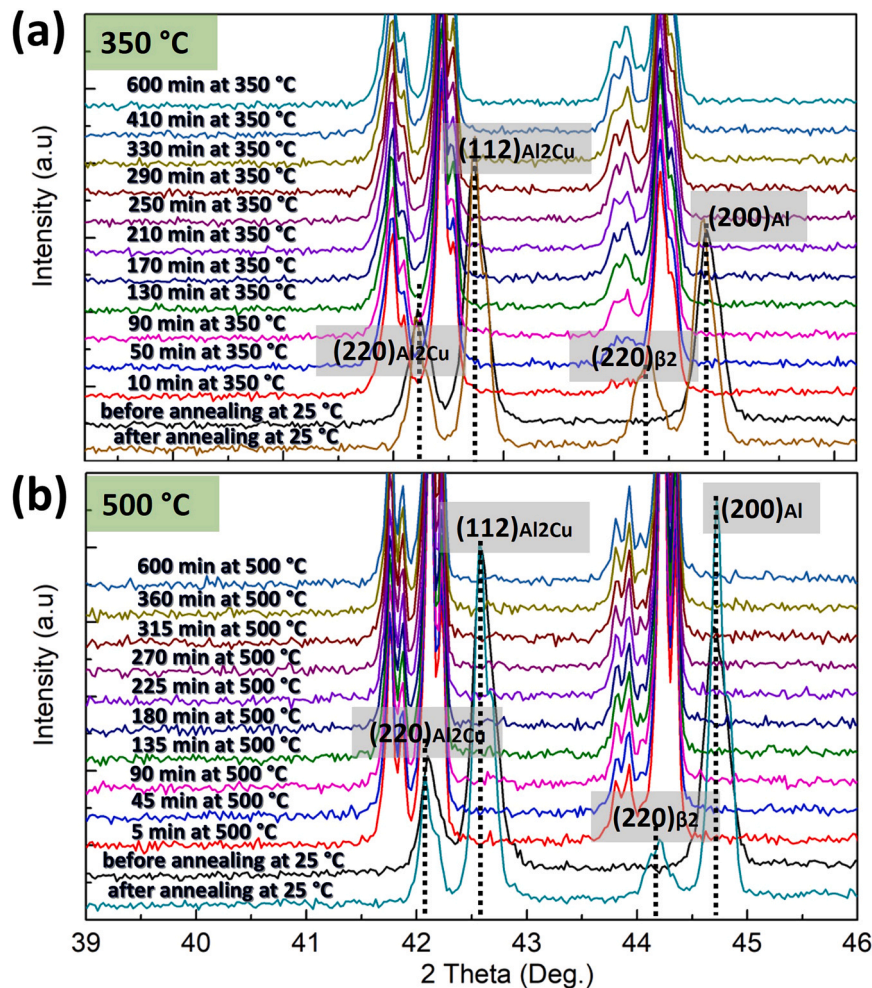 (a)
350 °C
600 min at 350 °C
410 min at 350 °C
330 min at 350 °C
290 min at 350 °C
250 min at 350 °C
210 min at 350 °C
170 min at 350 °C
130 min at 350 °C
90 min at 350 °C
50 min at 350 °C
10 min at 350 °C
before annealing at 25 °C
after annealing at 25 °C
(112)Al2Cu
(200)Al
(220)Al2Cu
(220)β2
Intensity (a.u)
(b)
500 °C
600 min at 500 °C
360 min at 500 °C
315 min at 500 °C
270 min at 500 °C
225 min at 500 °C
180 min at 500 °C
135 min at 500 °C
90 min at 500 °C
45 min at 500 °C
5 min at 500 °C
before annealing at 25 °C
after annealing at 25 °C
(112)Al2Cu
(200)Al
(220)Al2Cu
(220)β2
Intensity (a.u)
39 40 41 42 43 44 45 46
2 Theta (Deg.)